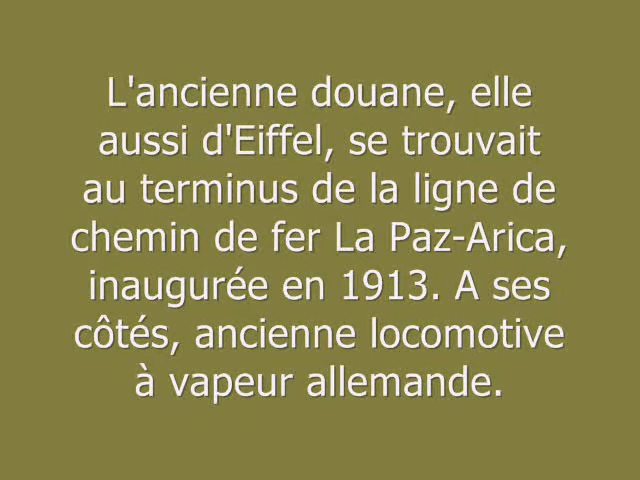 L'ancienne douane, elle
aussi d'Eiffel, se trouvait
au terminus de la ligne de
chemin de fer La Paz-Arica,
inaugurée en 1913. A ses
côtés, ancienne locomotive
à vapeur allemande.